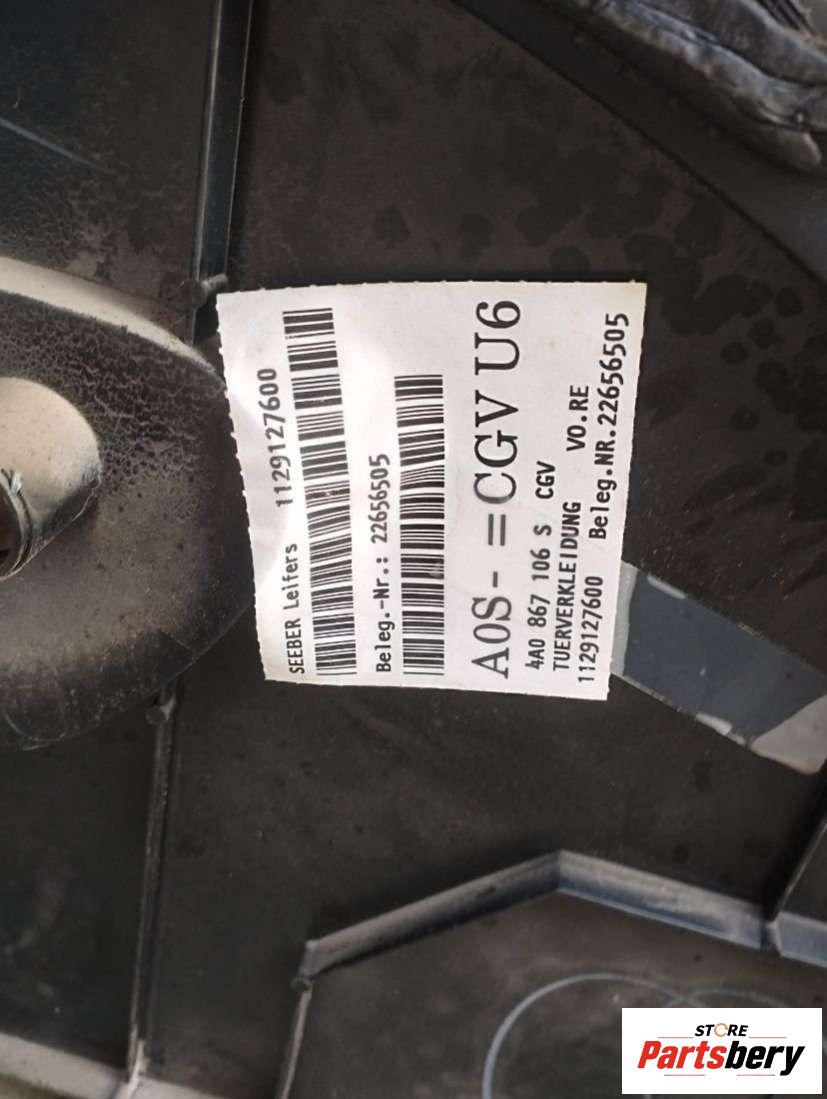 SEEBER Leifers 1129127600
Beleg.-Nr.: 22656505
A0S- =CGV U6
4A0 867 106 S CGV
TUERVERKLEIDUNG VO.RE
1129127600 Beleg.NR.22656505
STORE
Partsbery